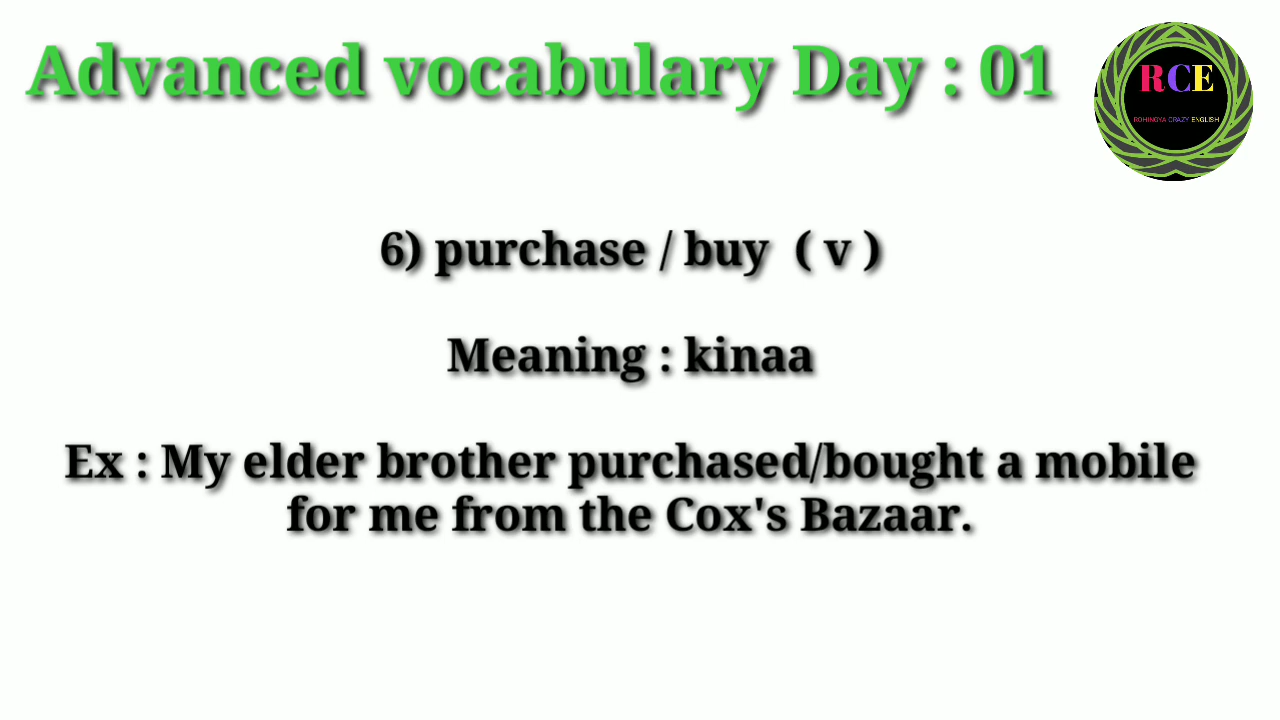 Advanced vocabulary Day : 01
RCE
ROHINGYA CRAZY ENGLISH
6) purchase / buy ( v )
Meaning : kinaa
Ex : My elder brother purchased/bought a mobile
for me from the Cox's Bazaar.